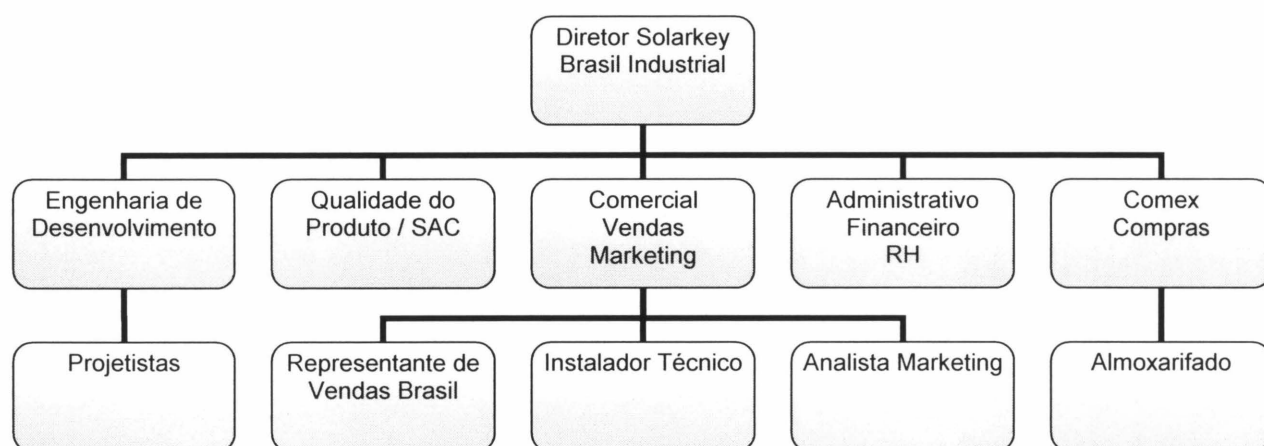 Diretor Solarkey
Brasil Industrial
Engenharia de
Desenvolvimento
Qualidade do
Produto / SAC
Comercial
Vendas
Marketing
Administrativo
Financeiro
RH
Comex
Compras
Projetistas
Representante de
Vendas Brasil
Instalador Técnico
Analista Marketing
Almoxarifado